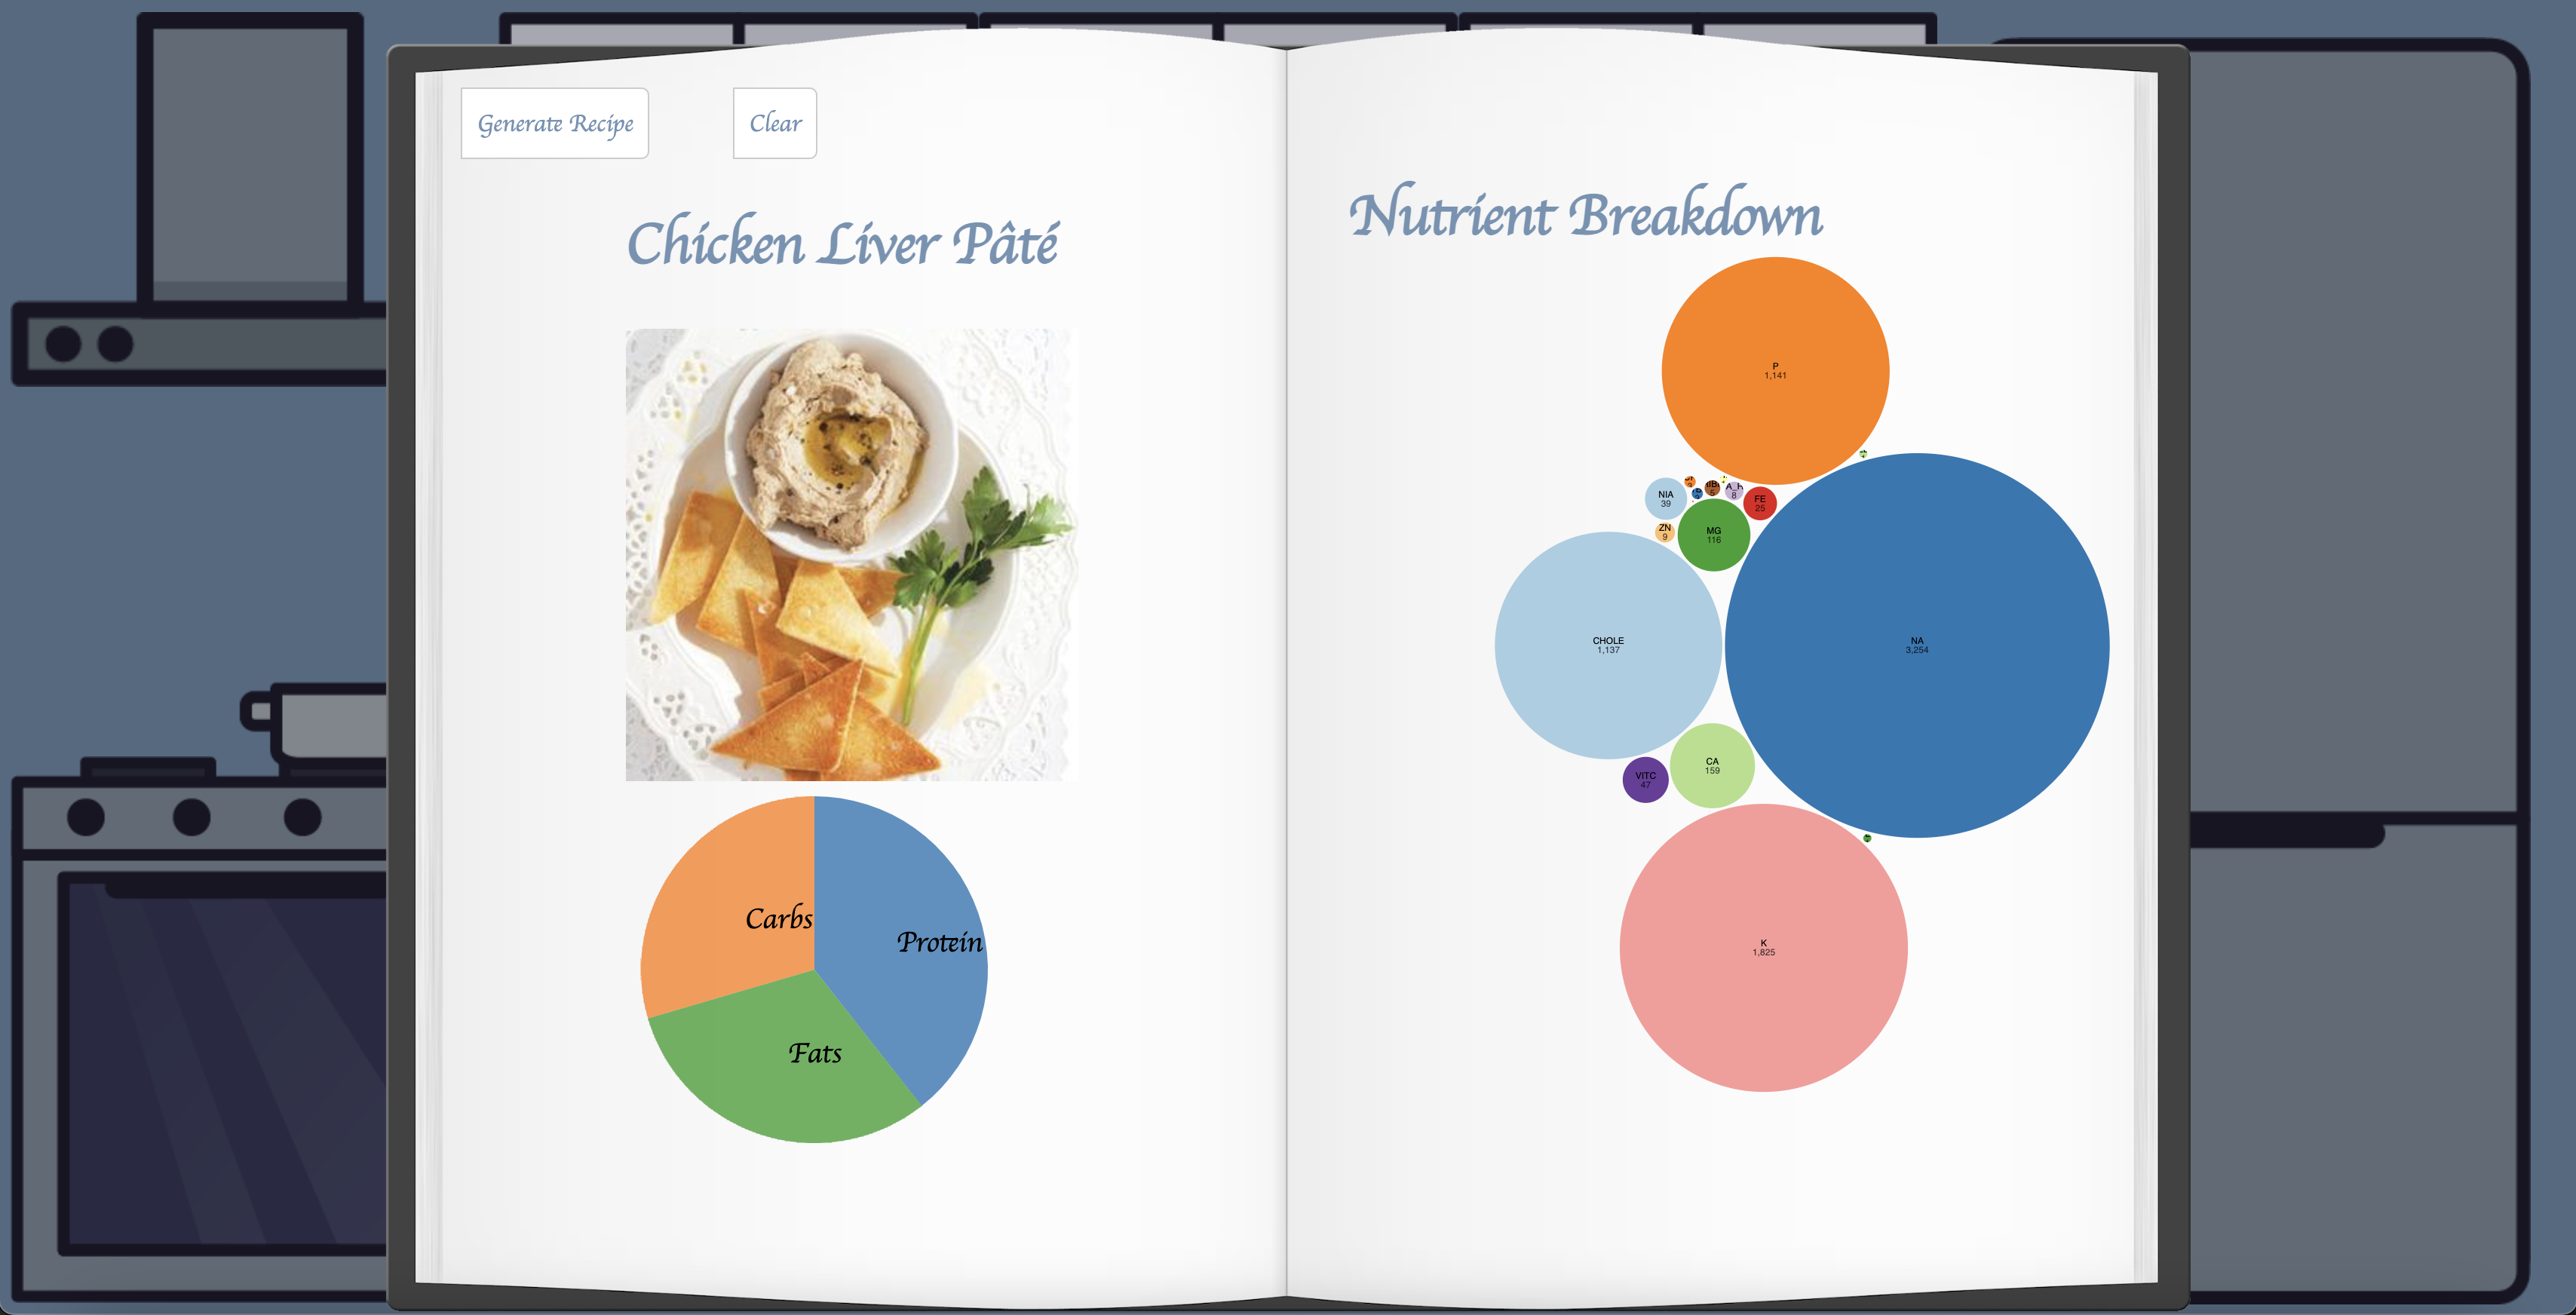 Generate Recipe
Clear
Chicken Liver Pâté
Carbs
Protein
Fats
Nutrient Breakdown
P
1,141
NIA
39
8
FE
25
ZN
9
MG
116
CHOLE
1,137
NA
3,254
VITC
47
CA
159
K
1,825